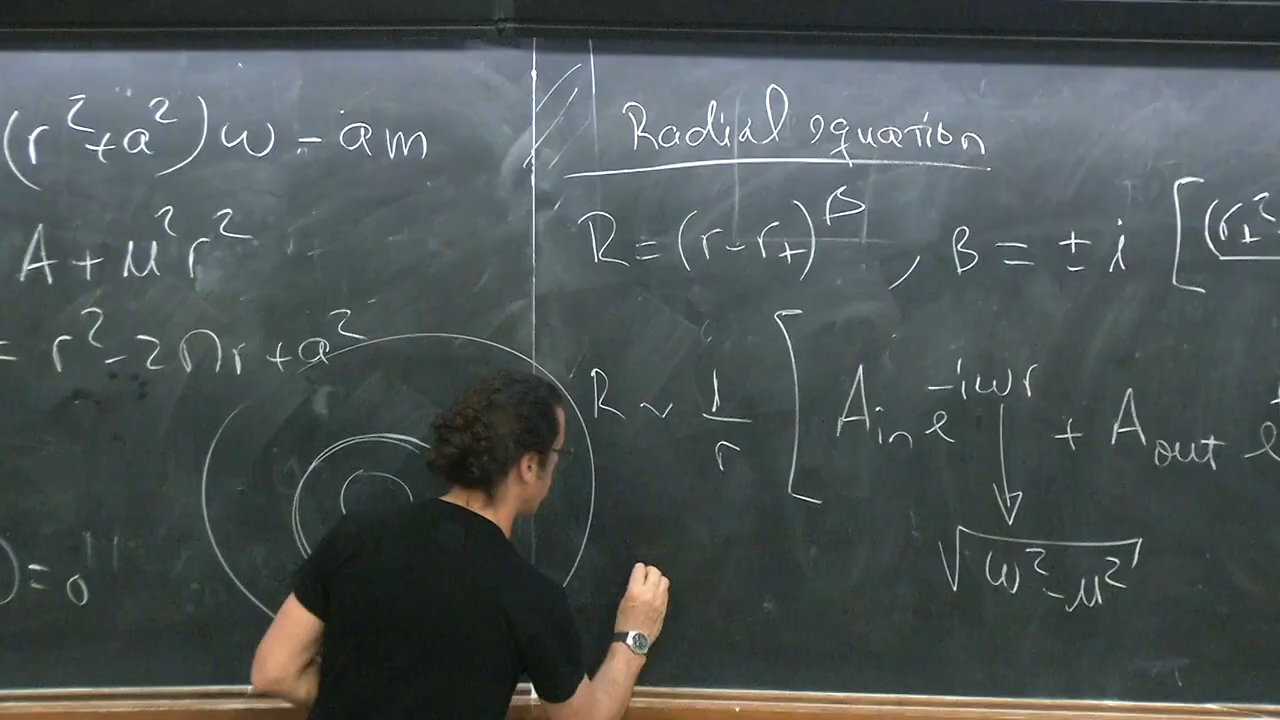 (r²+a²)ω - am
A + μ²r²
= r² - 2Mr + a²
) = 0
Radial equation
R = (r-r₊)^β, β = ± i [(r₊²
R ~ 1/r [A_in e^{-iωr} + A_out e
√(ω²-μ²)